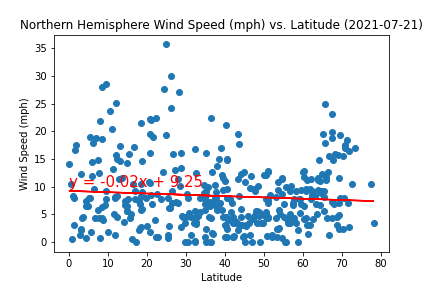 Northern Hemisphere Wind Speed (mph) vs. Latitude (2021-07-21)
35
30
25
20
15
10
5
0
Wind Speed (mph)
y = -0.02x + 9.25
0 10 20 30 40 50 60 70 80
Latitude